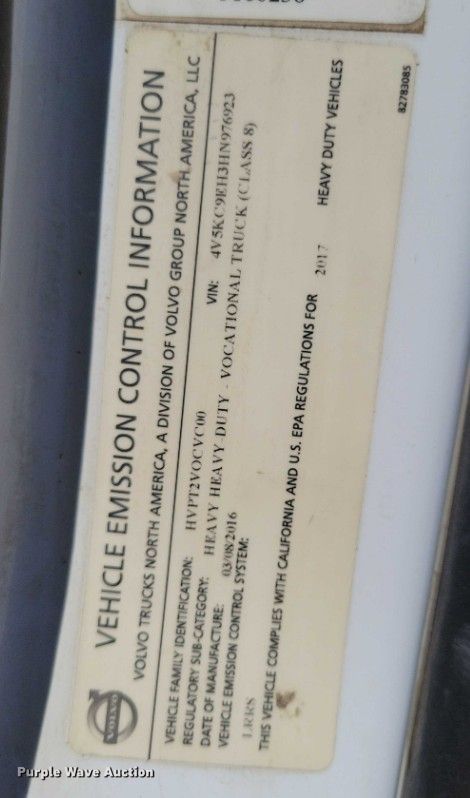 VOLVO
VEHICLE EMISSION CONTROL INFORMATION
VOLVO TRUCKS NORTH AMERICA, A DIVISION OF VOLVO GROUP NORTH AMERICA, LLC
VEHICLE FAMILY IDENTIFICATION: HVPT2VOCVC00 VIN: 4V5KC9EH3HN976923
REGULATORY SUB-CATEGORY: HEAVY HEAVY-DUTY - VOCATIONAL TRUCK (CLASS 8)
DATE OF MANUFACTURE: 03/08/2016
VEHICLE EMISSION CONTROL SYSTEM:
LRRS
THIS VEHICLE COMPLIES WITH CALIFORNIA AND U.S. EPA REGULATIONS FOR 2017 HEAVY DUTY VEHICLES
82783085
Purple Wave Auction